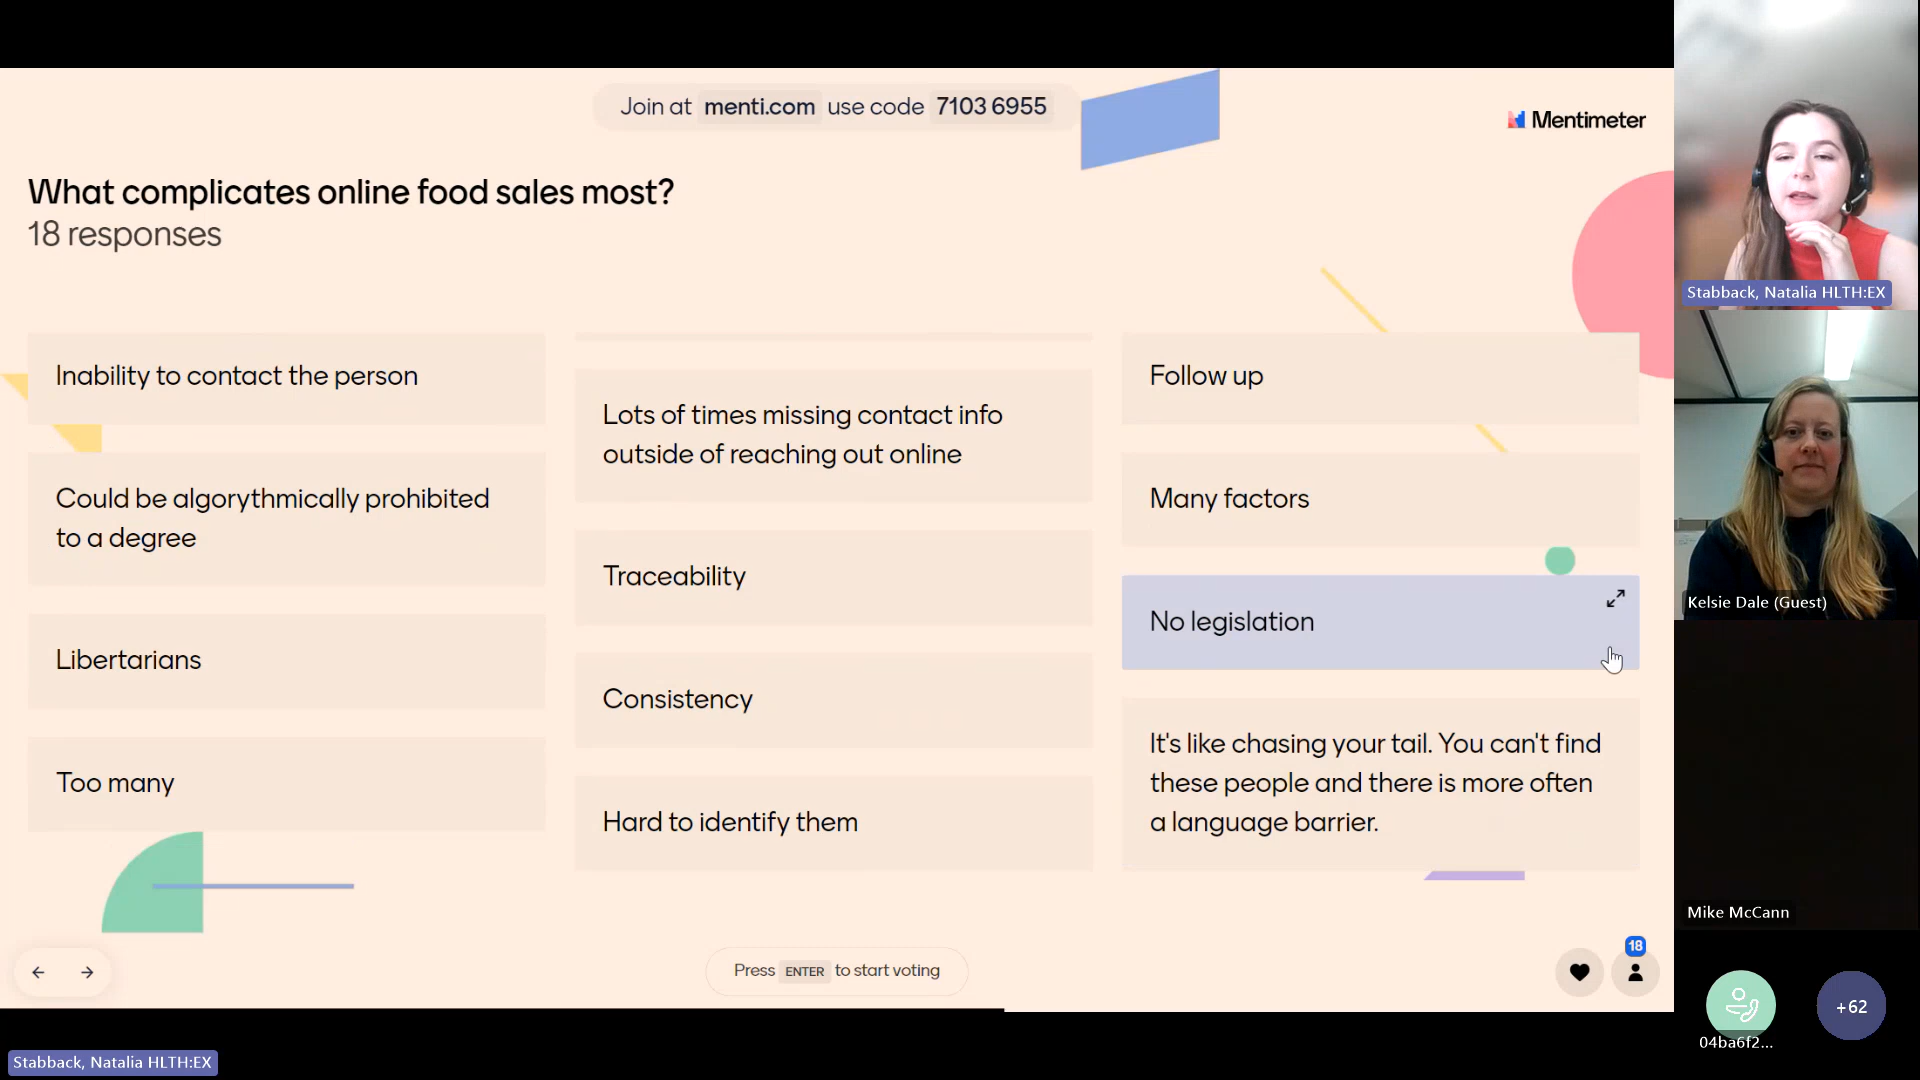 Join at menti.com use code 7103 6955
Mentimeter
What complicates online food sales most?
18 responses
Inability to contact the person
Could be algorythmically prohibited
to a degree
Libertarians
Too many
Lots of times missing contact info
outside of reaching out online
Traceability
Consistency
Hard to identify them
Follow up
Many factors
No legislation
It's like chasing your tail. You can't find
these people and there is more often
a language barrier.
Press ENTER to start voting
18
Stabback, Natalia HLTH:EX
Kelsie Dale (Guest)
Mike McCann
04ba6f2...
+62
Stabback, Natalia HLTH:EX